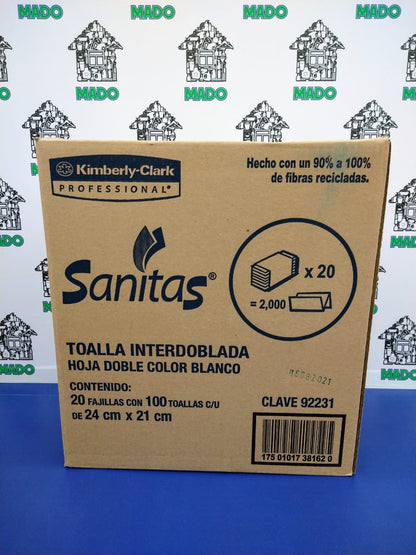 MADO MADO MADO
MADO MADO
Kimberly-Clark
PROFESSIONAL*
Hecho con un 90% a 100%
de fibras recicladas.
Sanitas®
x 20
= 2,000
TOALLA INTERDOBLADA
HOJA DOBLE COLOR BLANCO
CONTENIDO:
20 FAJILLAS CON 100 TOALLAS C/U
DE 24 cm x 21 cm
CLAVE 92231
175 01017 38162 0
MADO
MADO
MADO
MADO